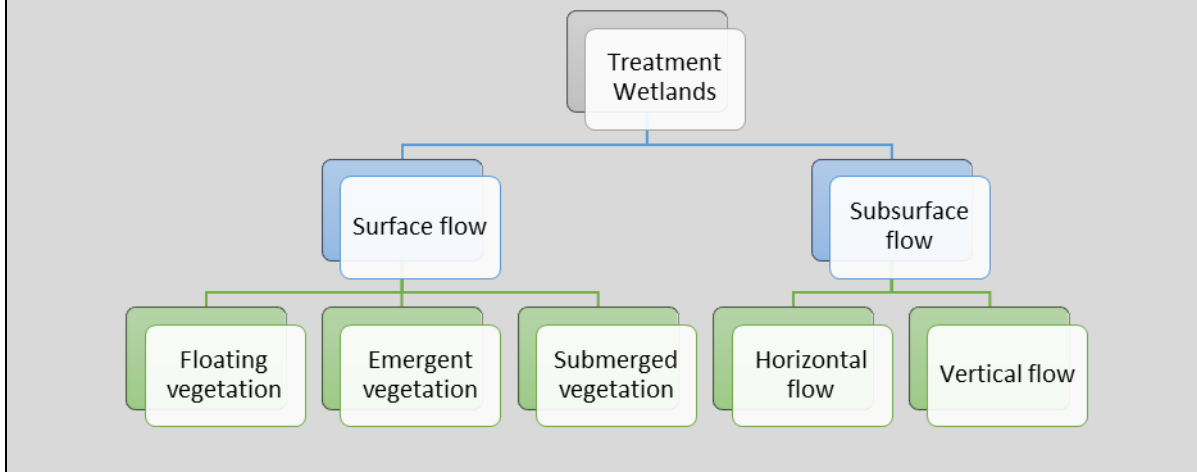 Treatment
Wetlands
Surface flow
Subsurface
flow
Floating
vegetation
Emergent
vegetation
Submerged
vegetation
Horizontal
flow
Vertical flow